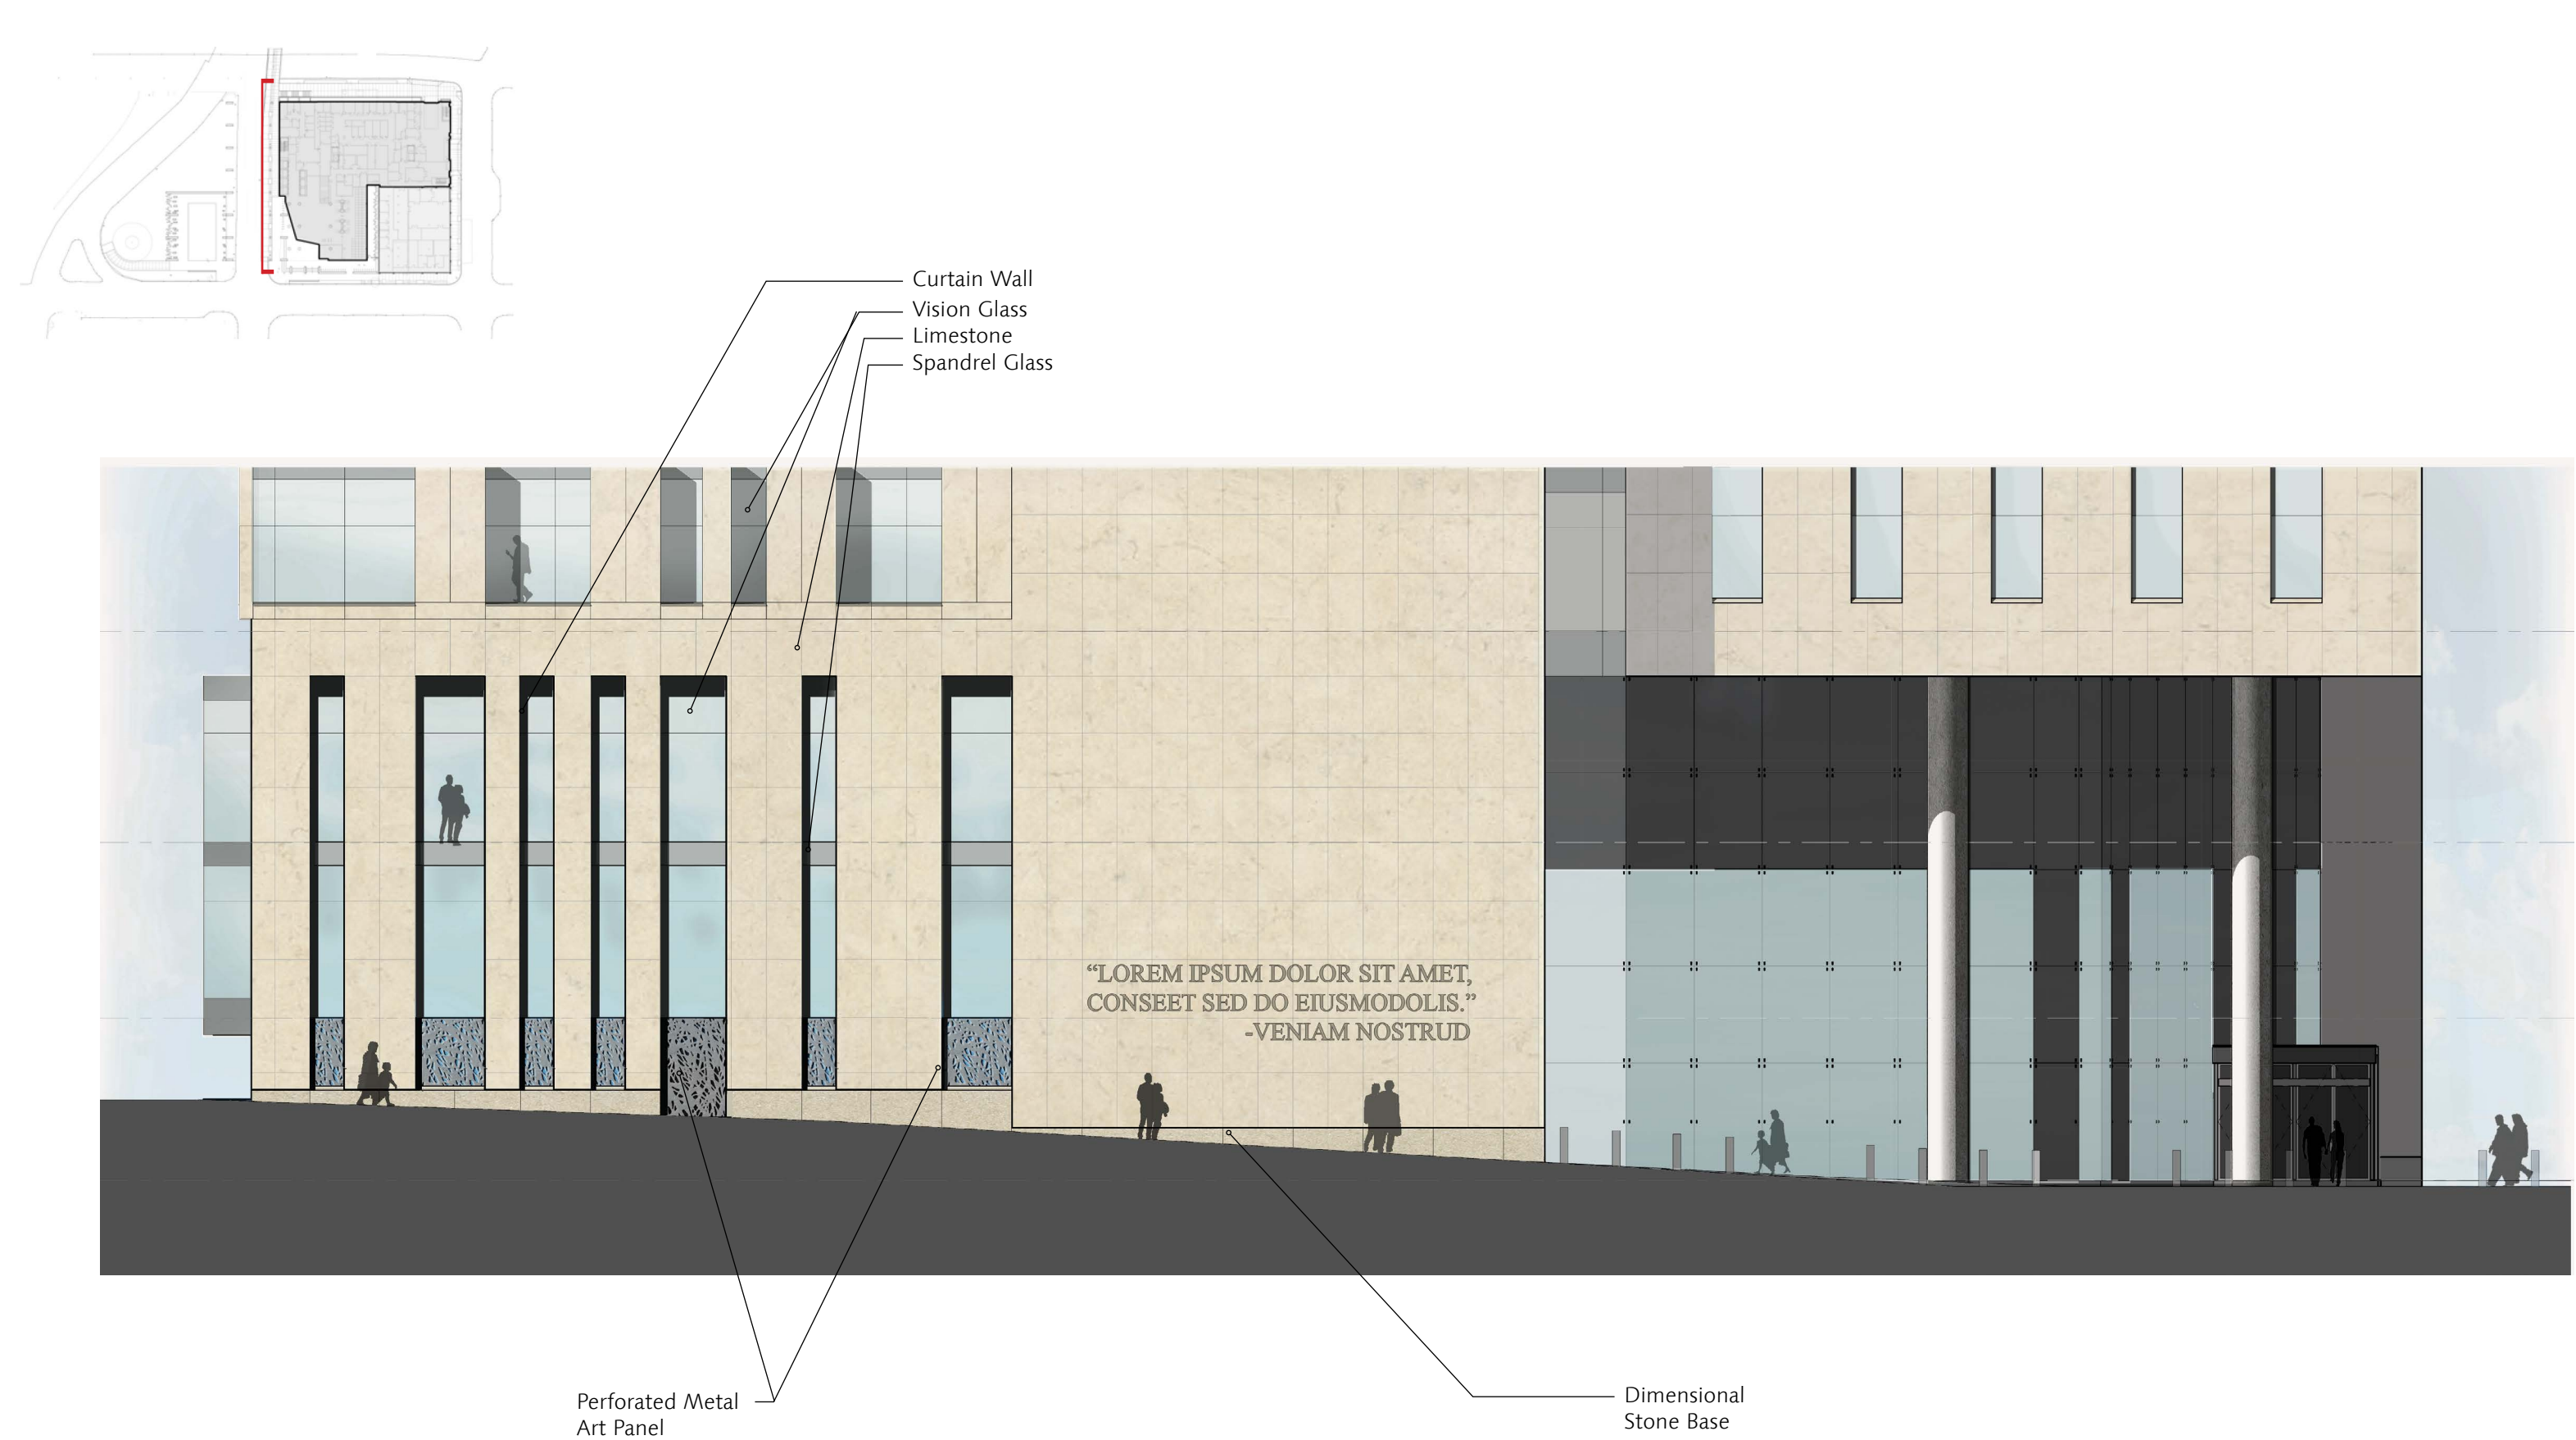 Curtain Wall
Vision Glass
Limestone
Spandrel Glass
“LOREM IPSUM DOLOR SIT AMET,
CONSEET SED DO EIUSMODOLIS.”
-VENIAM NOSTRUD
Perforated Metal
Art Panel
Dimensional
Stone Base